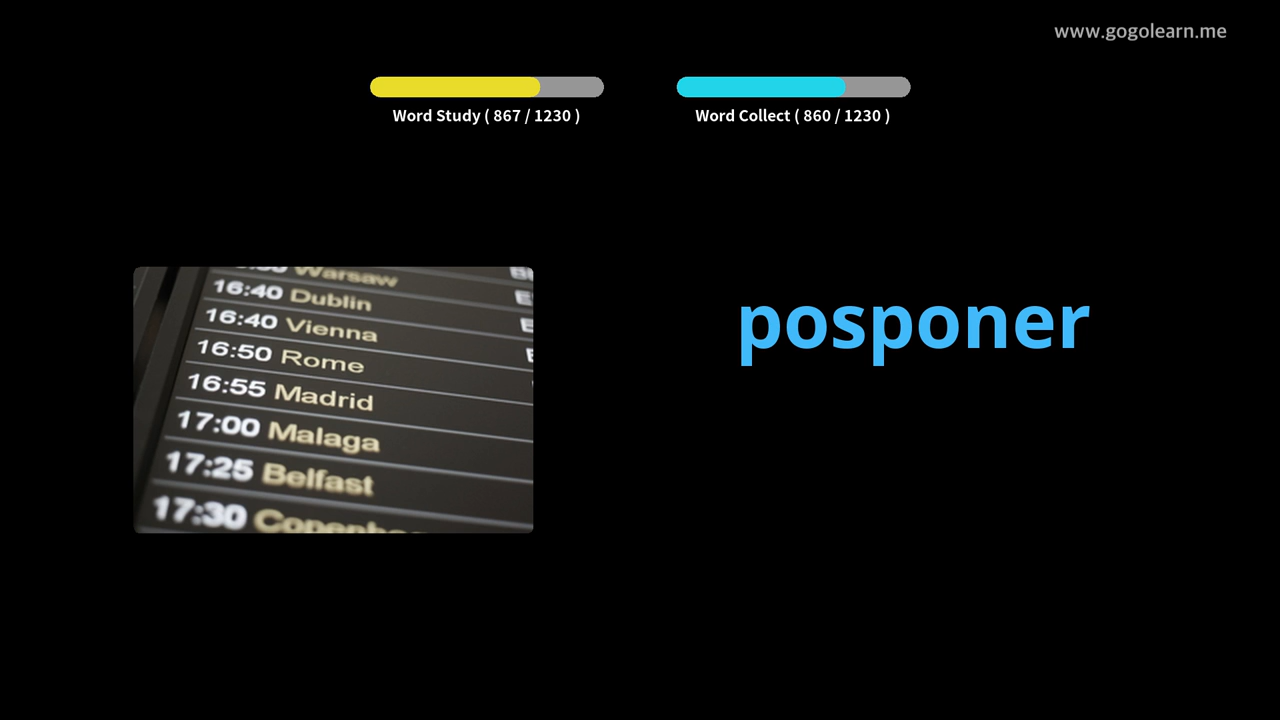 www.gogolearn.me
Word Study ( 867 / 1230 )
Word Collect ( 860 / 1230 )
Warsaw
16:40 Dublin
16:40 Vienna
16:50 Rome
16:55 Madrid
17:00 Malaga
17:25 Belfast
17:30
posponer